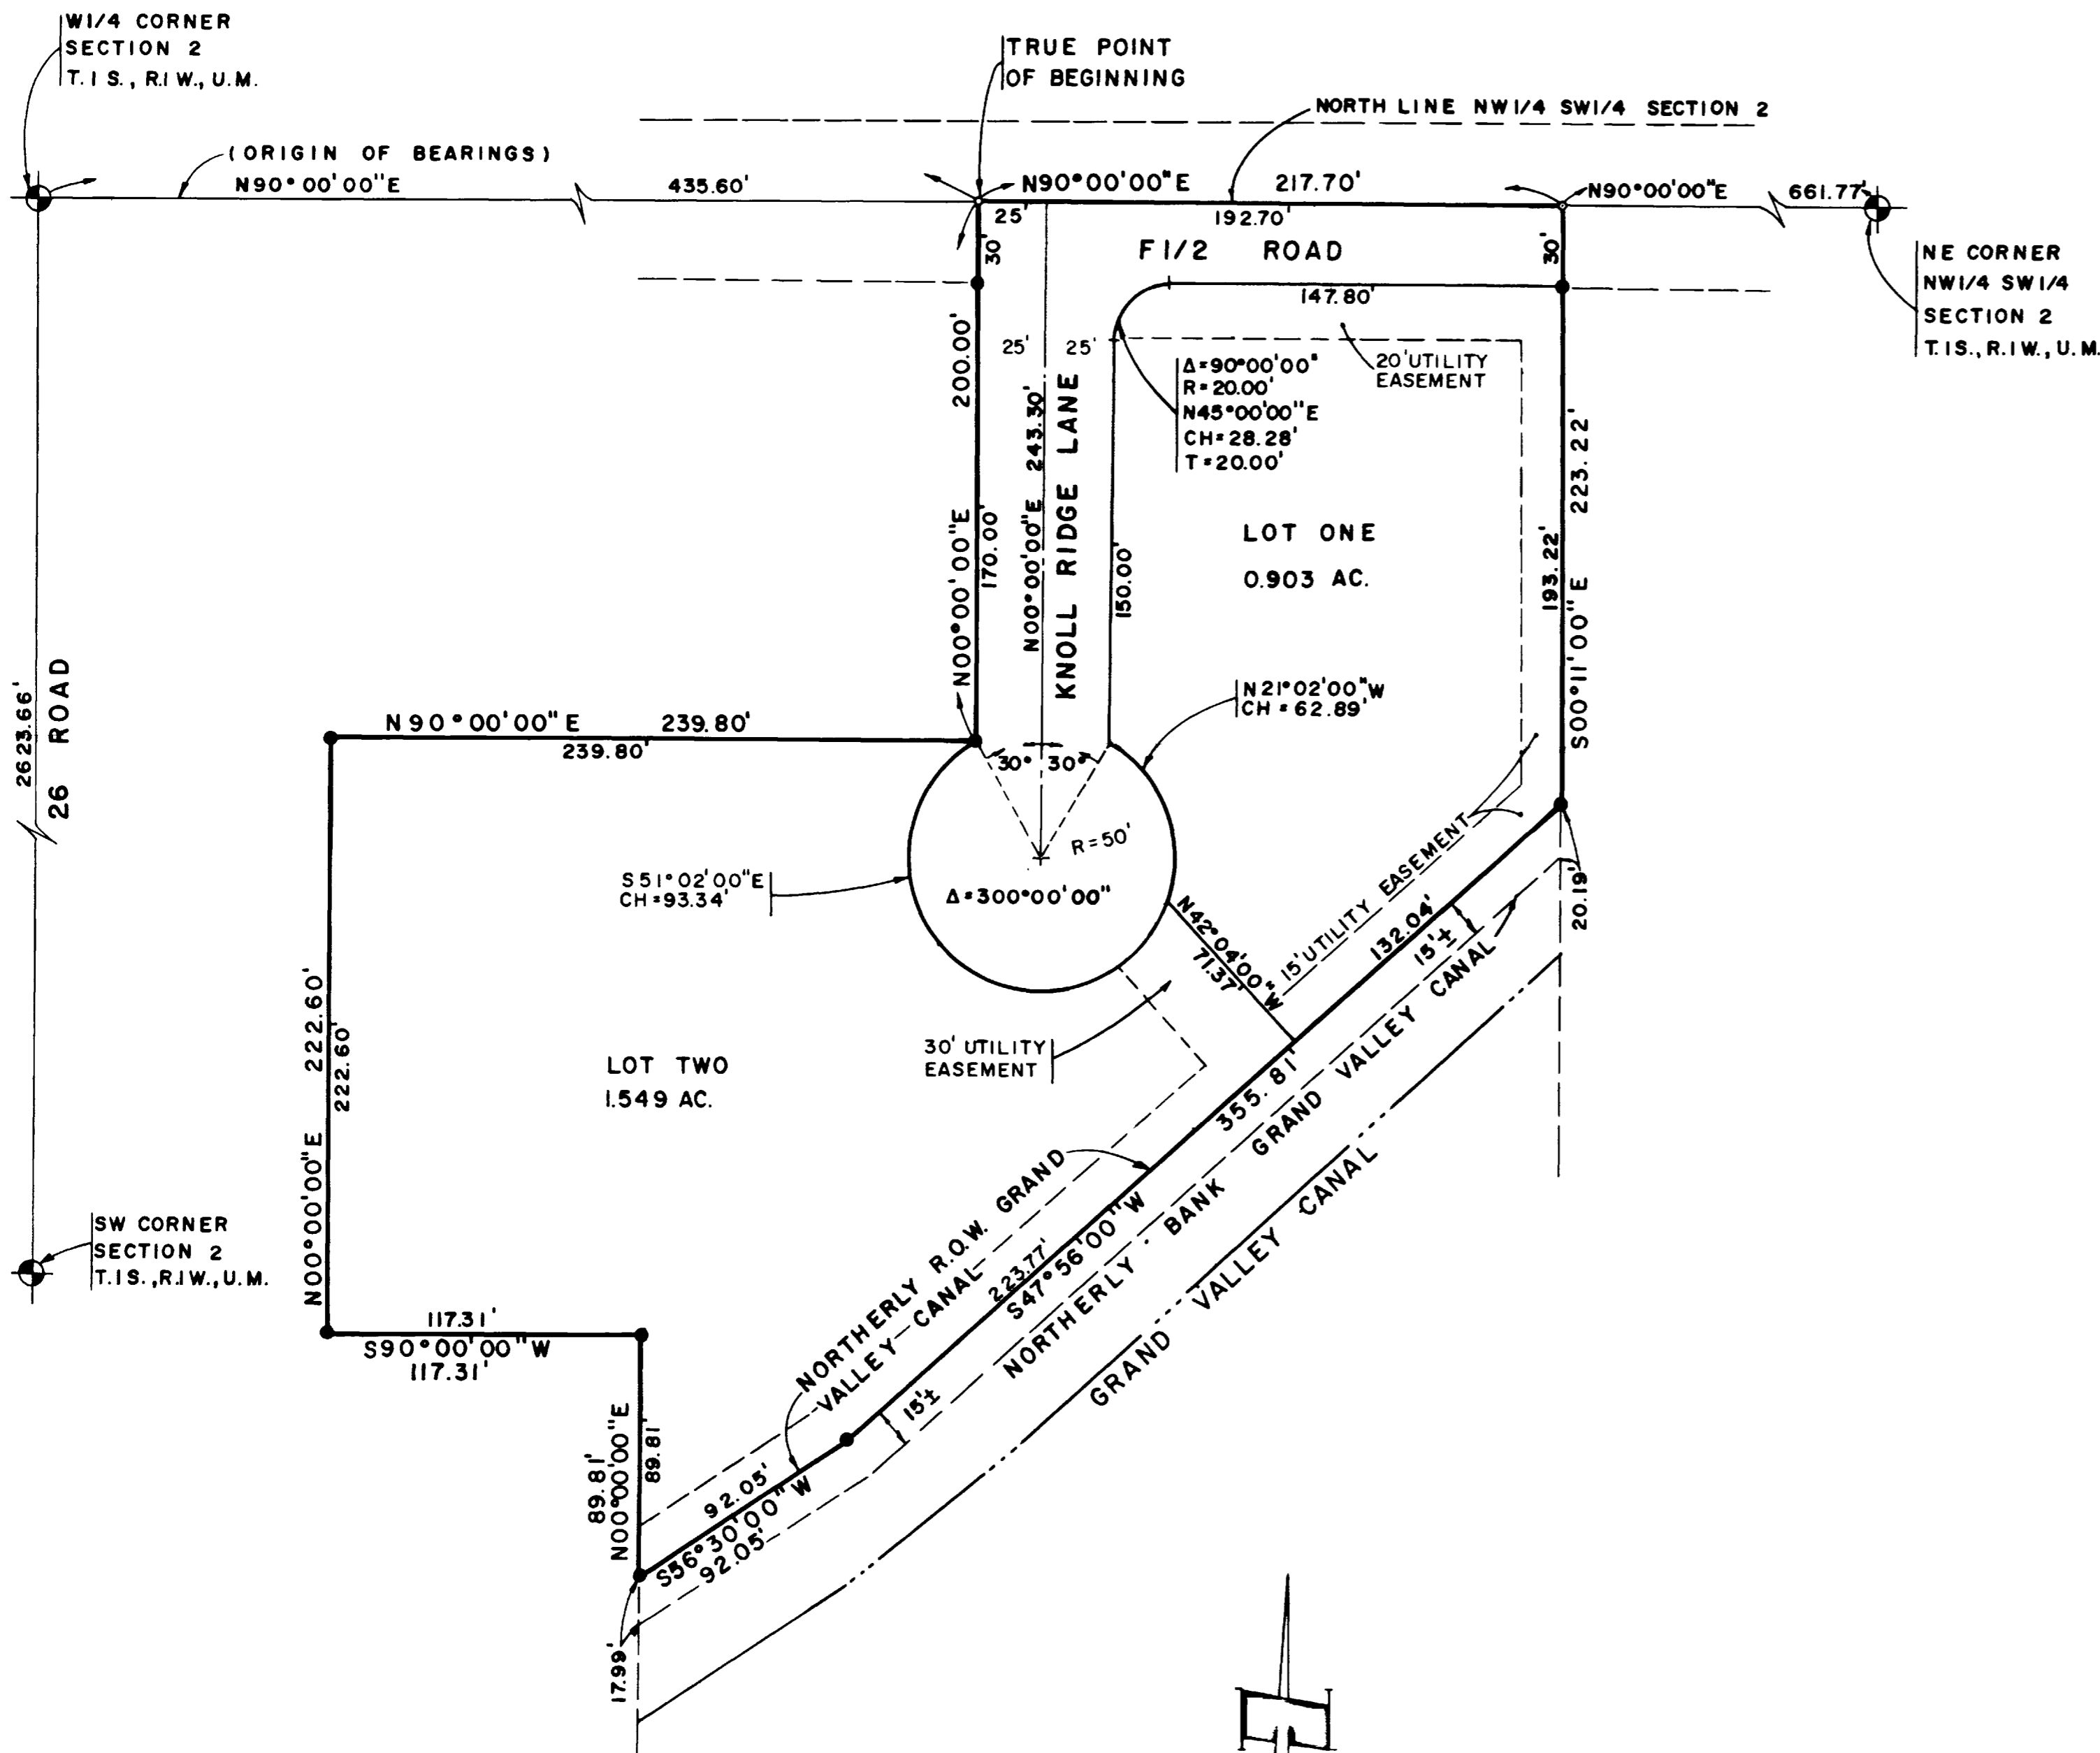 W1/4 CORNER
SECTION 2
T.1S., R.1W., U.M.
TRUE POINT
OF BEGINNING
NORTH LINE NW1/4 SW1/4 SECTION 2
(ORIGIN OF BEARINGS)
N90°00'00"E
435.60'
N90°00'00"E 217.70'
N90°00'00"E 661.77'
25'
192.70'
30'
F 1/2 ROAD
30'
NE CORNER
NW1/4 SW1/4
SECTION 2
T.1S., R.1W., U.M.
147.80'
25' 25'
20' UTILITY
EASEMENT
Δ=90°00'00"
R=20.00'
N45°00'00"E
CH=28.28'
T=20.00'
N00°00'00"E 200.00'
170.00'
N00°00'00"E 243.30'
KNOLL RIDGE LANE
150.00'
LOT ONE
0.903 AC.
S00°11'00"E 223.22'
193.22'
2623.66'
26 ROAD
N 21°02'00"W
CH=62.89'
N90°00'00"E 239.80'
239.80'
30° 30°
R=50'
Δ=300°00'00"
S51°02'00"E
CH=93.34'
N42°04'00"W
71.37'
15' UTILITY EASEMENT
132.04'
15'±
20.19'
30' UTILITY
EASEMENT
LOT TWO
1.549 AC.
N00°00'00"E 222.60'
222.60'
355.81'
S47°56'00"W
223.77'
NORTHERLY R.O.W. GRAND
VALLEY CANAL
NORTHERLY BANK GRAND VALLEY CANAL
GRAND VALLEY CANAL
SW CORNER
SECTION 2
T.1S., R.1W., U.M.
117.31'
S90°00'00"W
117.31'
15'±
89.81'
N00°00'00"E
89.81'
92.05'
S56°30'00"W
92.05'
17.99'